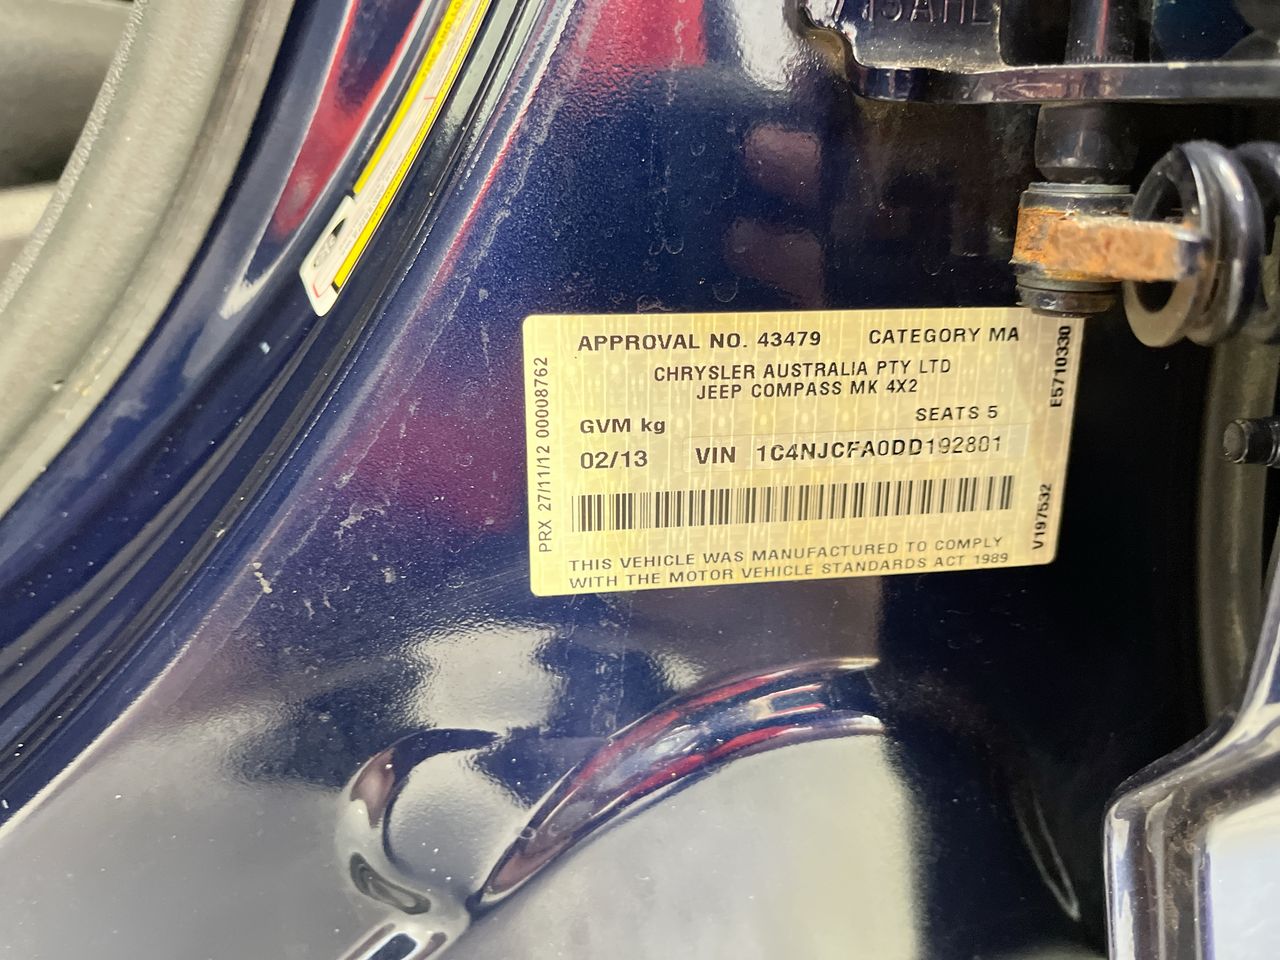 APPROVAL NO. 43479 CATEGORY MA
CHRYSLER AUSTRALIA PTY LTD
JEEP COMPASS MK 4X2
SEATS 5
GVM kg
02/13 VIN 1C4NJCFA0DD192801
THIS VEHICLE WAS MANUFACTURED TO COMPLY
WITH THE MOTOR VEHICLE STANDARDS ACT 1989
PRX 27/11/12 00008762
E5710330
V197532